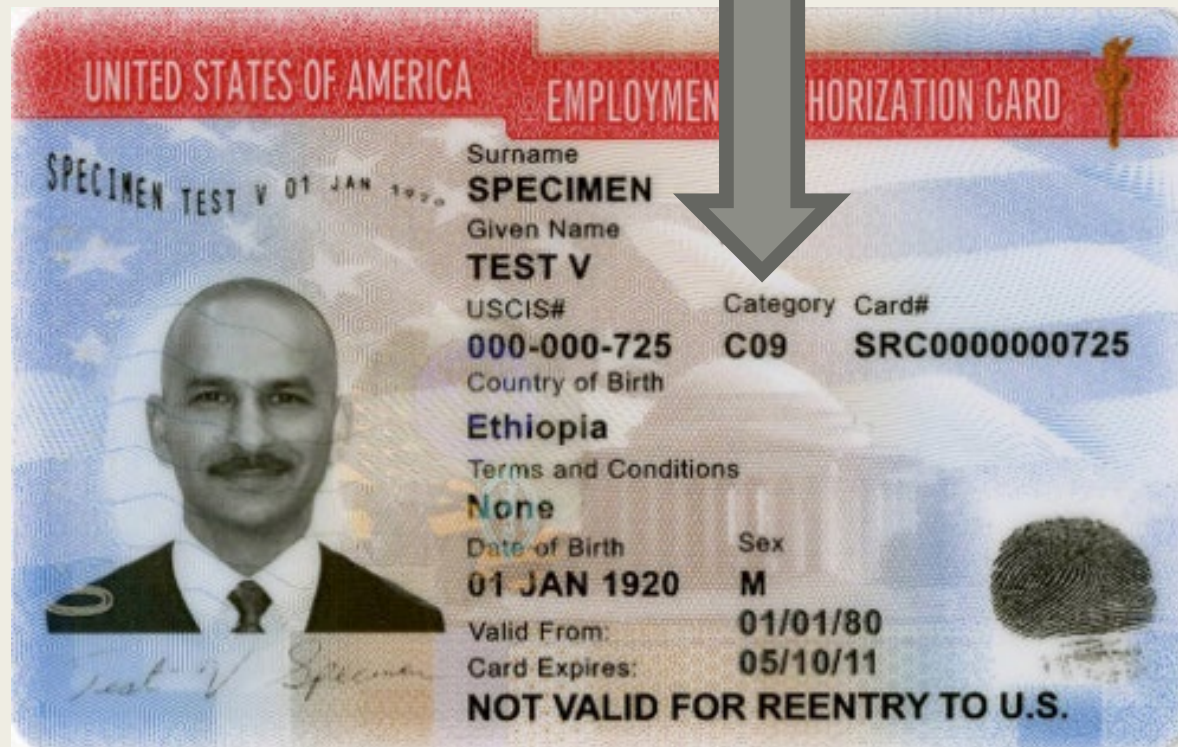 UNITED STATES OF AMERICA
EMPLOYMEN HORIZATION CARD
SPECIMEN TEST V 01 JAN 1920
Surname
SPECIMEN
Given Name
TEST V
USCIS# Category Card#
000-000-725 C09 SRC0000000725
Country of Birth
Ethiopia
Terms and Conditions
None
Date of Birth Sex
01 JAN 1920 M
Valid From: 01/01/80
Card Expires: 05/10/11
Test V Specimen
NOT VALID FOR REENTRY TO U.S.